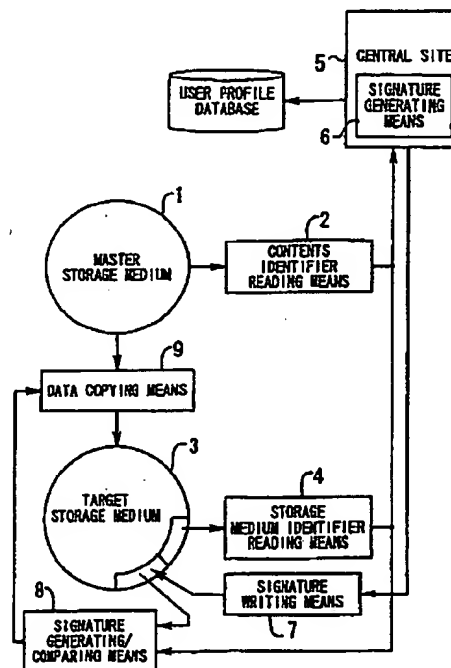 5
CENTRAL SITE
SIGNATURE
GENERATING
MEANS
6
USER PROFILE
DATABASE
1
MASTER
STORAGE MEDIUM
2
CONTENTS
IDENTIFIER
READING MEANS
9
DATA COPYING MEANS
3
TARGET
STORAGE MEDIUM
4
STORAGE
MEDIUM IDENTIFIER
READING MEANS
SIGNATURE
WRITING MEANS
7
8
SIGNATURE
GENERATING/
COMPARING MEANS